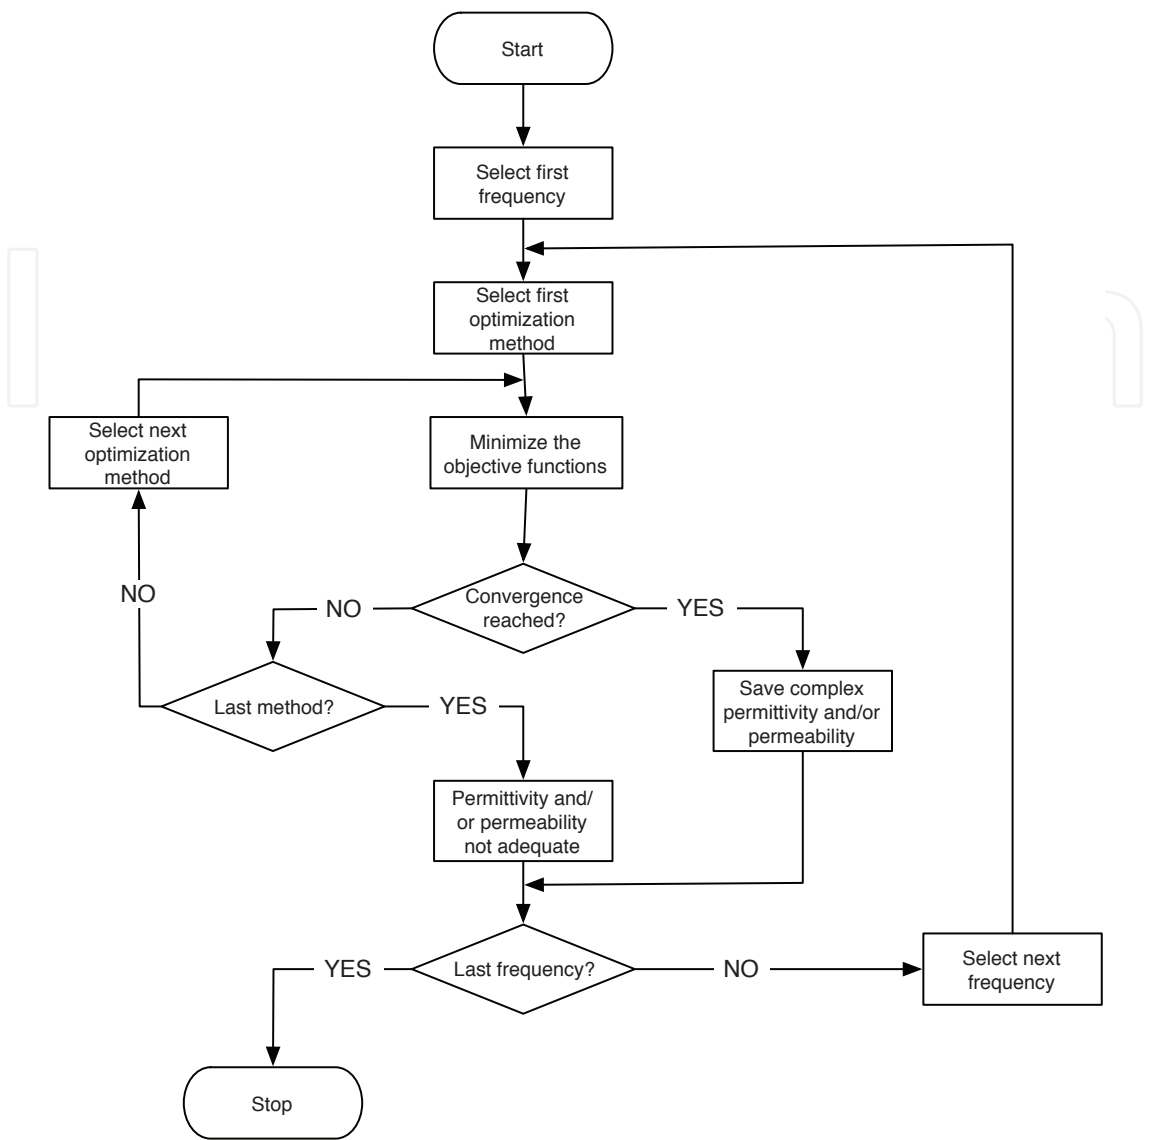 Start
Select first
frequency
Select first
optimization
method
Select next
optimization
method
Minimize the
objective functions
NO
Convergence
reached?
NO
YES
Last method?
YES
Save complex
permittivity and/or
permeability
Permittivity and/
or permeability
not adequate
YES
Last frequency?
NO
Select next
frequency
Stop